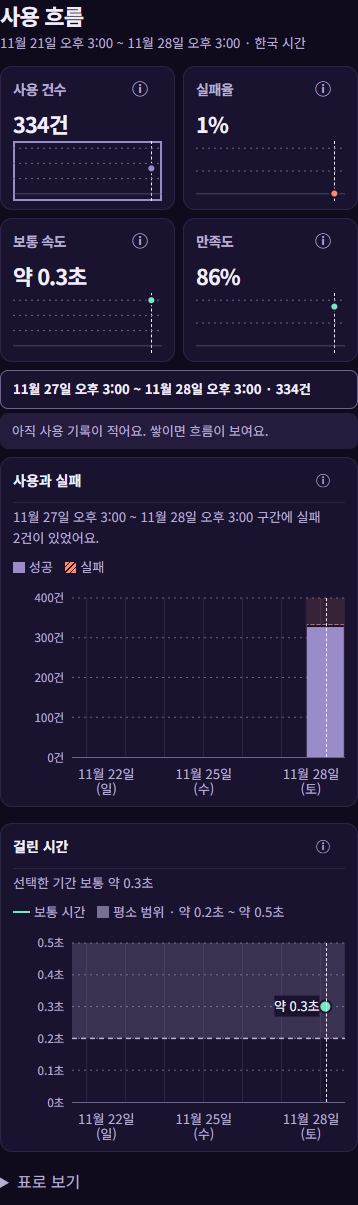 사용 흐름
11월 21일 오후 3:00 ~ 11월 28일 오후 3:00 · 한국 시간
사용 건수 ⓘ
334건
실패율 ⓘ
1%
보통 속도 ⓘ
약 0.3초
만족도 ⓘ
86%
11월 27일 오후 3:00 ~ 11월 28일 오후 3:00 · 334건
아직 사용 기록이 적어요. 쌓이면 흐름이 보여요.
사용과 실패 ⓘ
11월 27일 오후 3:00 ~ 11월 28일 오후 3:00 구간에 실패
2건이 있었어요.
성공 실패
400건
300건
200건
100건
0건
11월 22일 11월 25일 11월 28일
(일) (수) (토)
걸린 시간 ⓘ
선택한 기간 보통 약 0.3초
보통 시간 평소 범위 · 약 0.2초 ~ 약 0.5초
0.5초
0.4초
0.3초 약 0.3초
0.2초
0.1초
0초
11월 22일 11월 25일 11월 28일
(일) (수) (토)
표로 보기